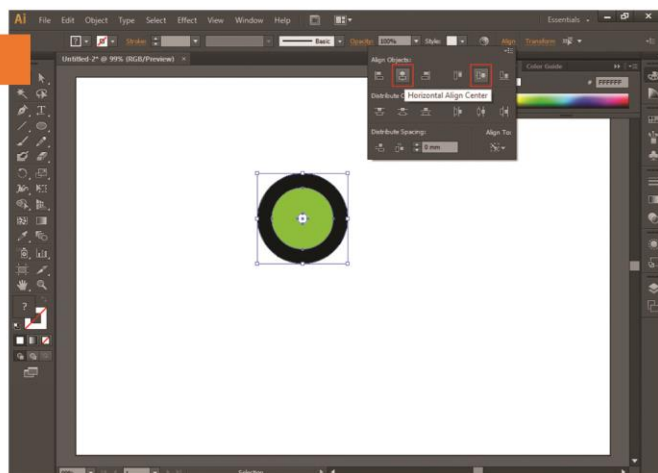 Ai File Edit Object Type Select Effect View Window Help Essentials
Stroke: Basic Opacity: 100% Style: Align Transform
Untitled-2* @ 99% (RGB/Preview) ×
Align Objects:
Color Guide
# FFFFFF
Horizontal Align Center
Distribute Spacing:
Align To:
0 mm
?
Selection